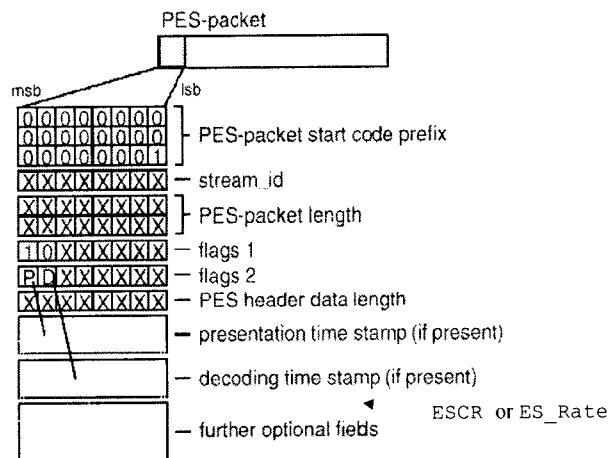 PES-packet
msb lsb
00000000
00000000
00000001
PES-packet start code prefix
XXXXXXXX stream_id
XXXXXXXX
XXXXXXXX
PES-packet length
10XXXXXX flags 1
PDXXXXXX flags 2
XXXXXXXX PES header data length
presentation time stamp (if present)
decoding time stamp (if present)
ESCR or ES_Rate
further optional fields